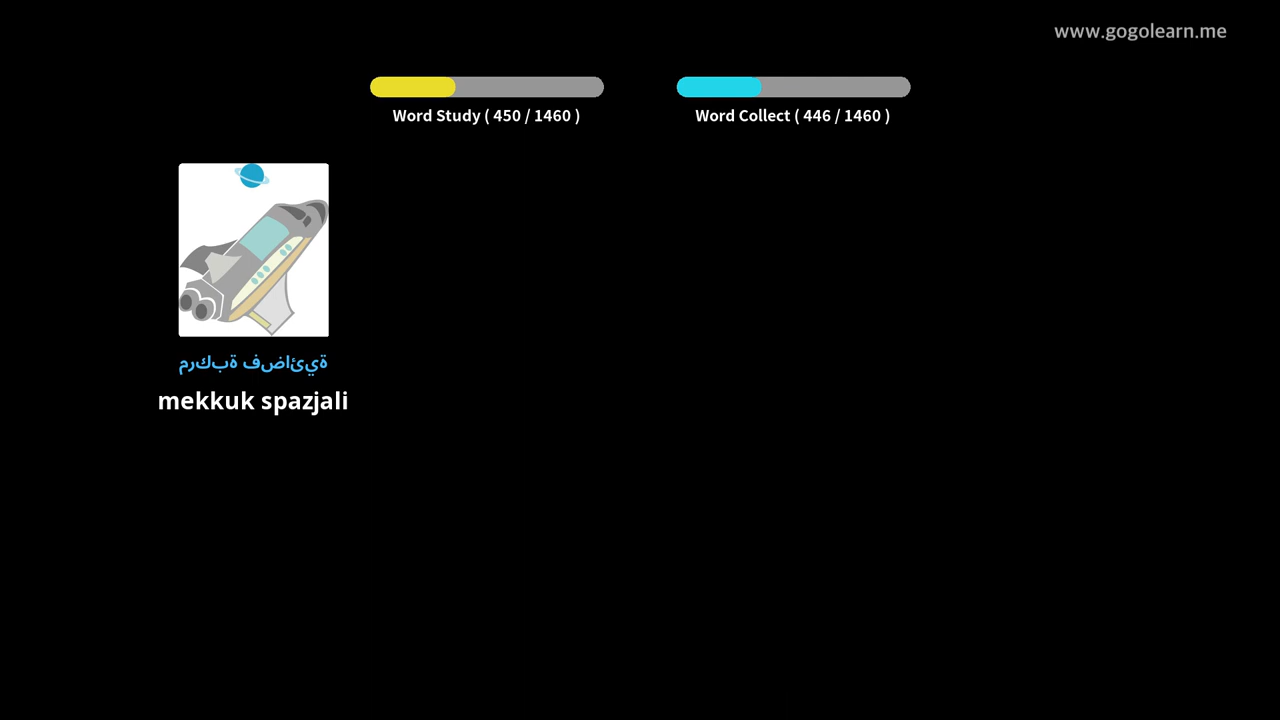 www.gogolearn.me
Word Study ( 450 / 1460 )
Word Collect ( 446 / 1460 )
مركبة فضائية
mekkuk spazjali